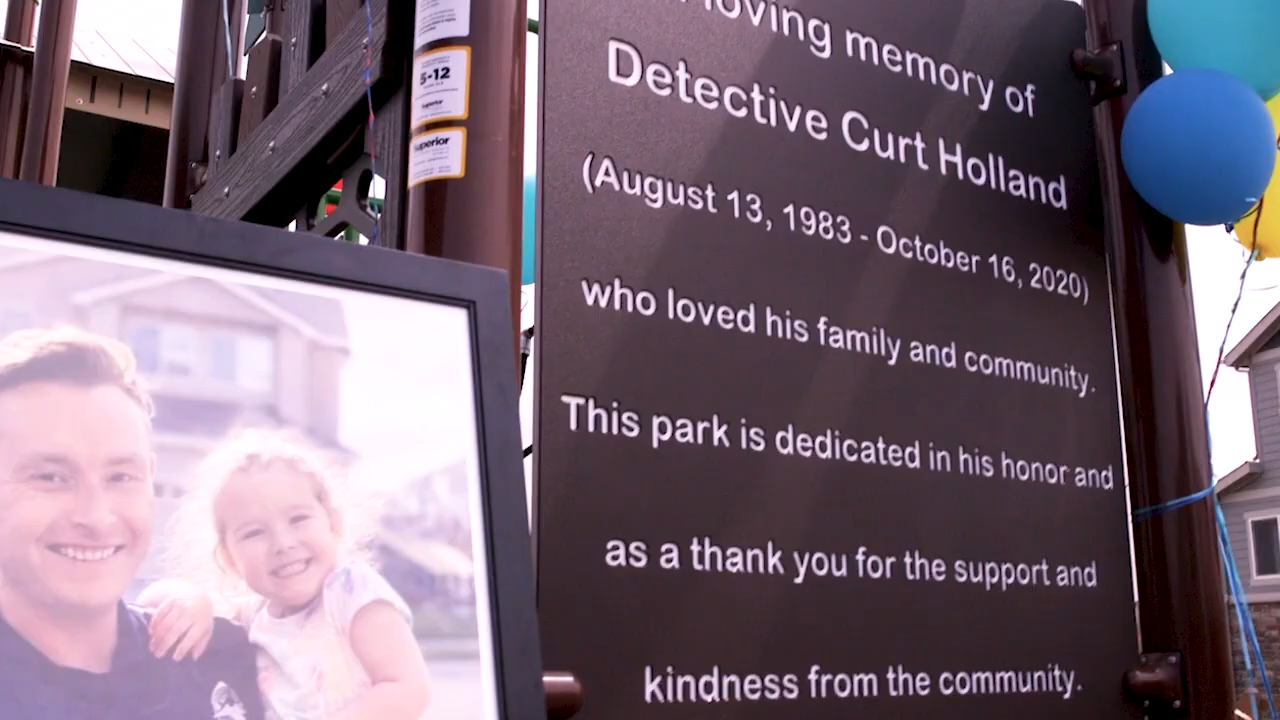 loving memory of
Detective Curt Holland
(August 13, 1983 - October 16, 2020)
who loved his family and community.
This park is dedicated in his honor and
as a thank you for the support and
kindness from the community.
5-12
Superior
Superior